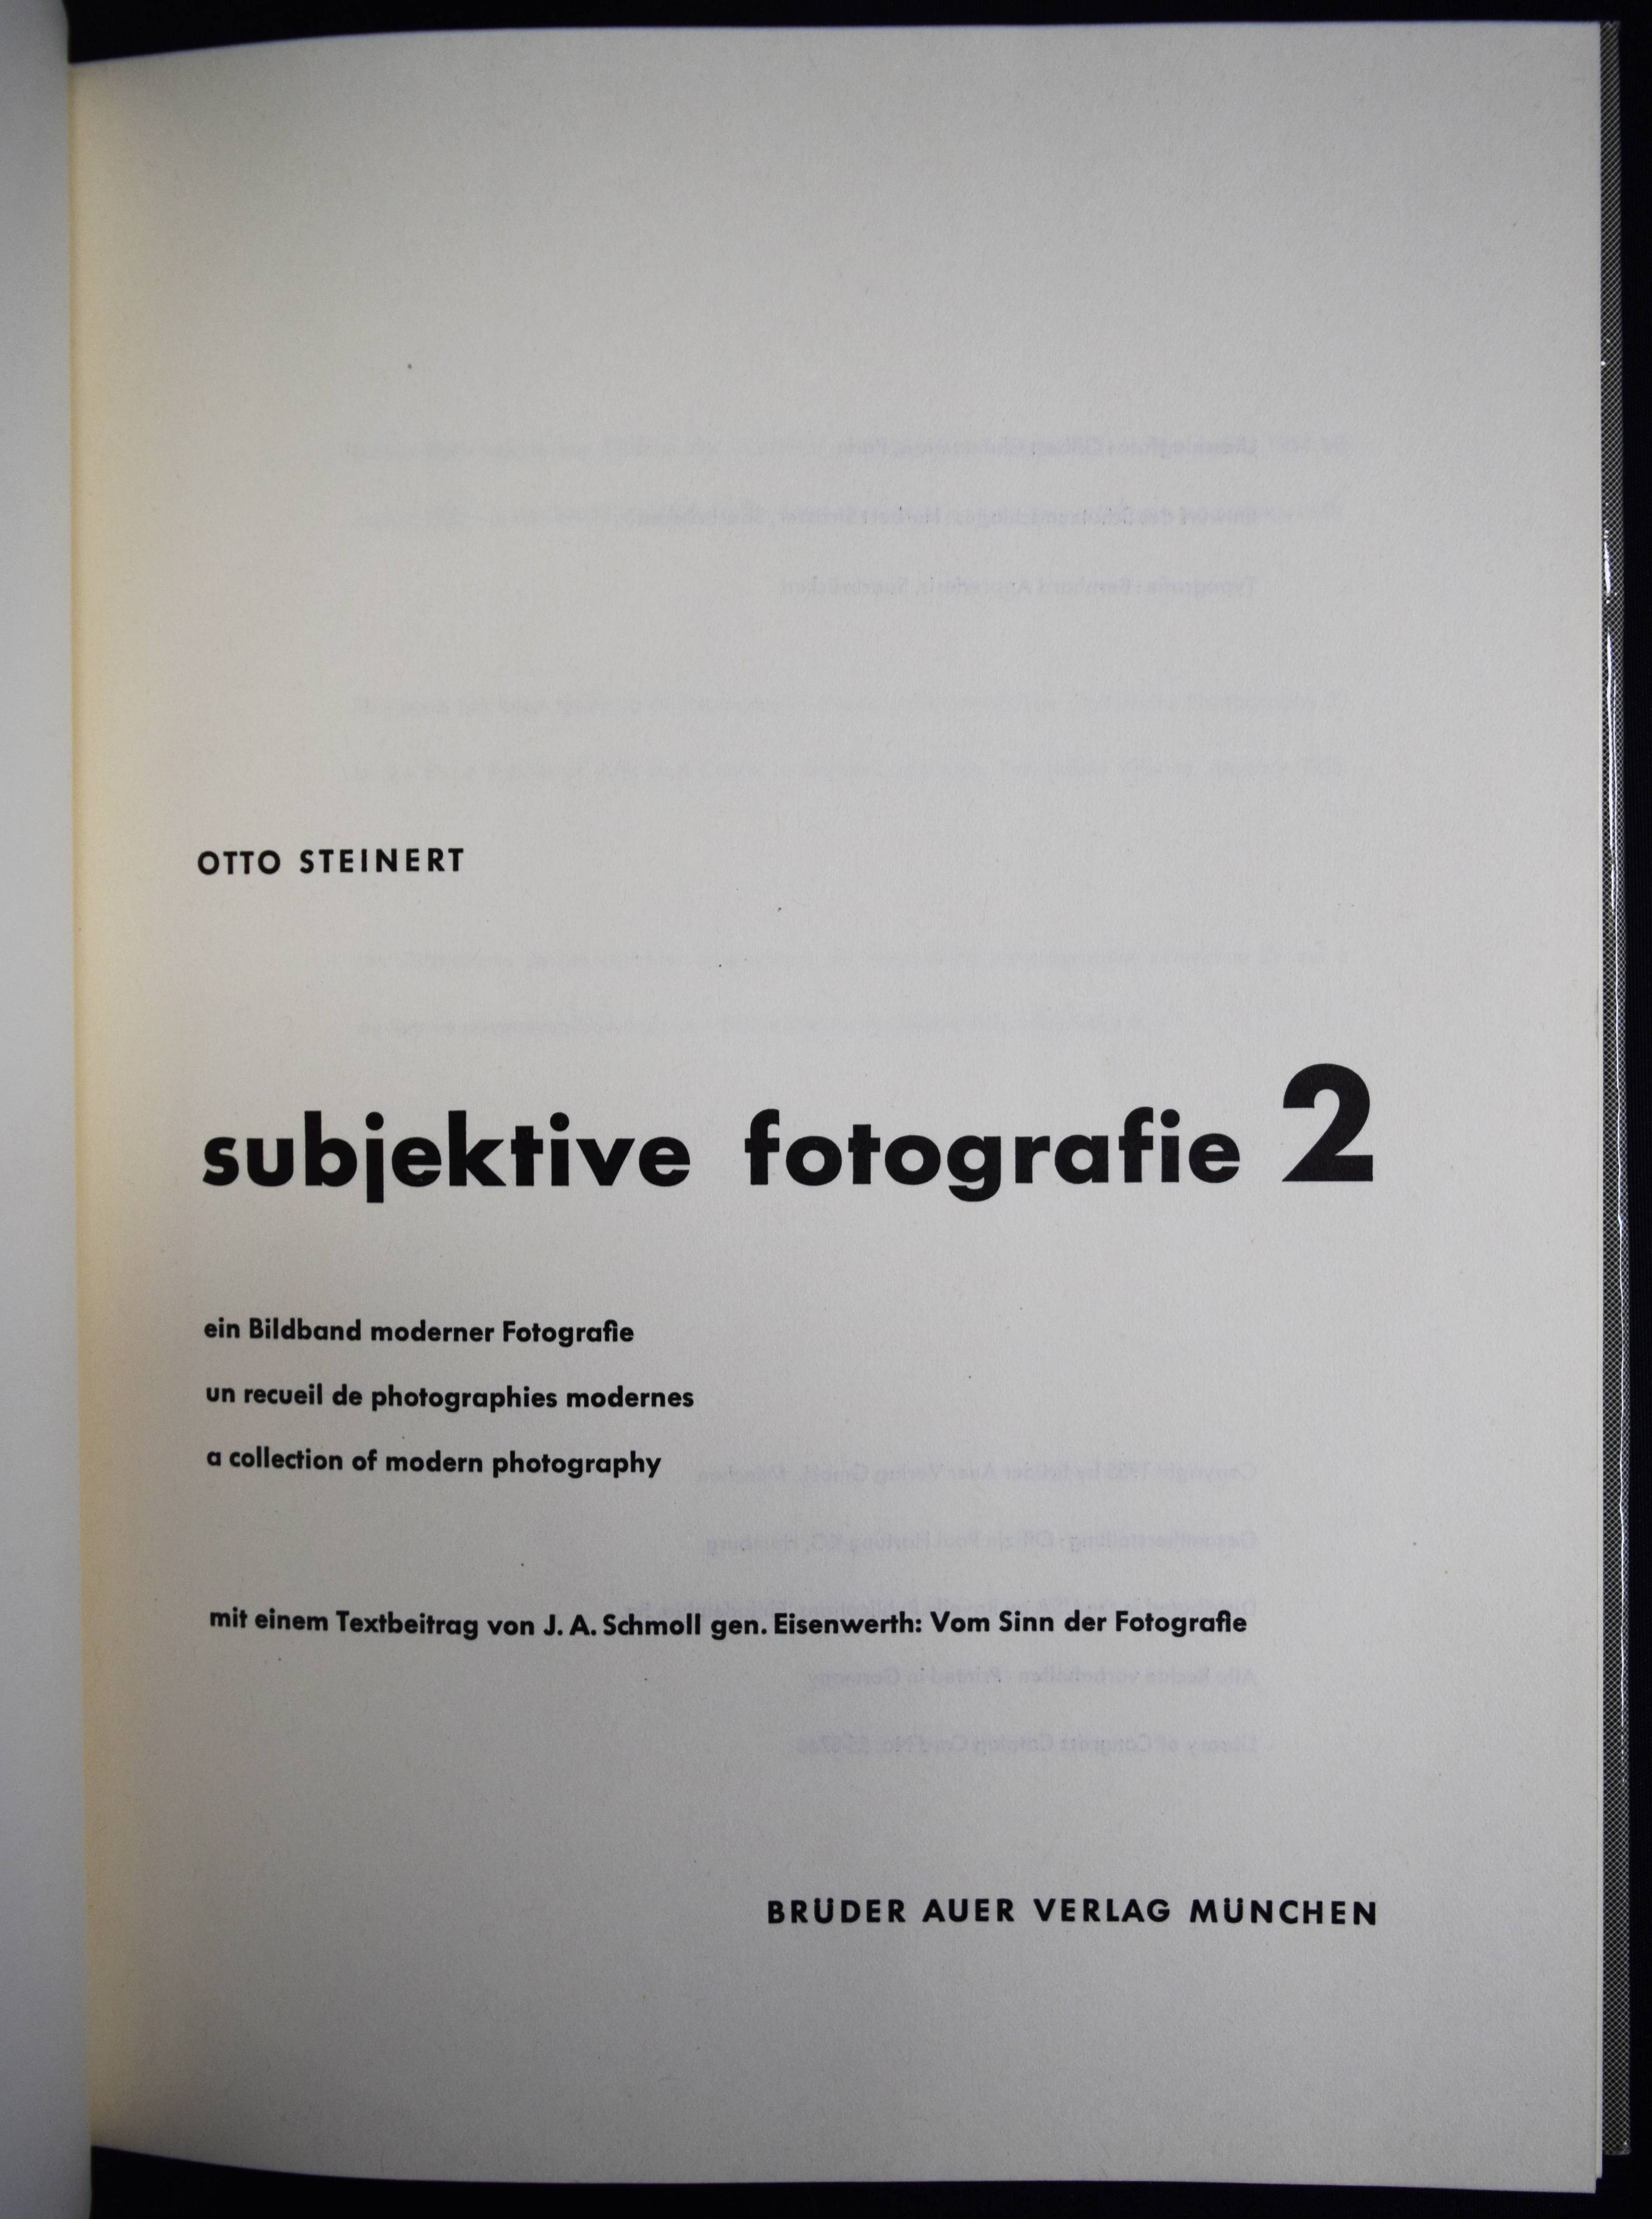 OTTO STEINERT
subjektive fotografie 2
ein Bildband moderner Fotografie
un recueil de photographies modernes
a collection of modern photography
mit einem Textbeitrag von J. A. Schmoll gen. Eisenwerth: Vom Sinn der Fotografie
BRÜDER AUER VERLAG MÜNCHEN